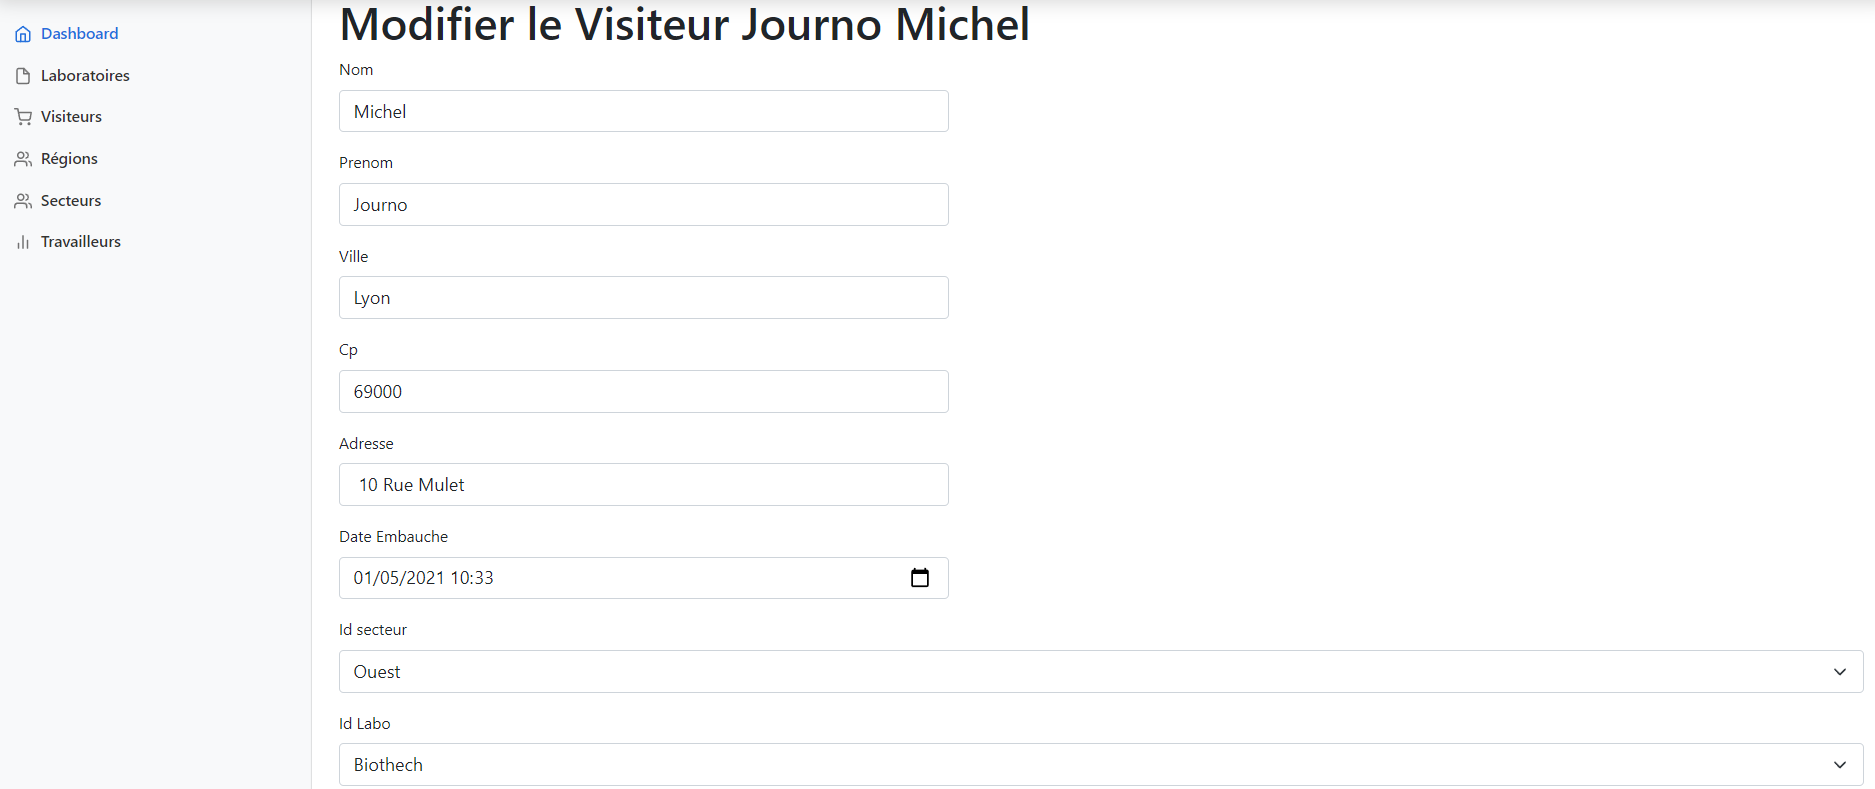 Dashboard
Laboratoires
Visiteurs
Régions
Secteurs
Travailleurs
Modifier le Visiteur Journo Michel
Nom
Michel
Prenom
Journo
Ville
Lyon
Cp
69000
Adresse
10 Rue Mulet
Date Embauche
01/05/2021 10:33
Id secteur
Ouest
Id Labo
Biothech